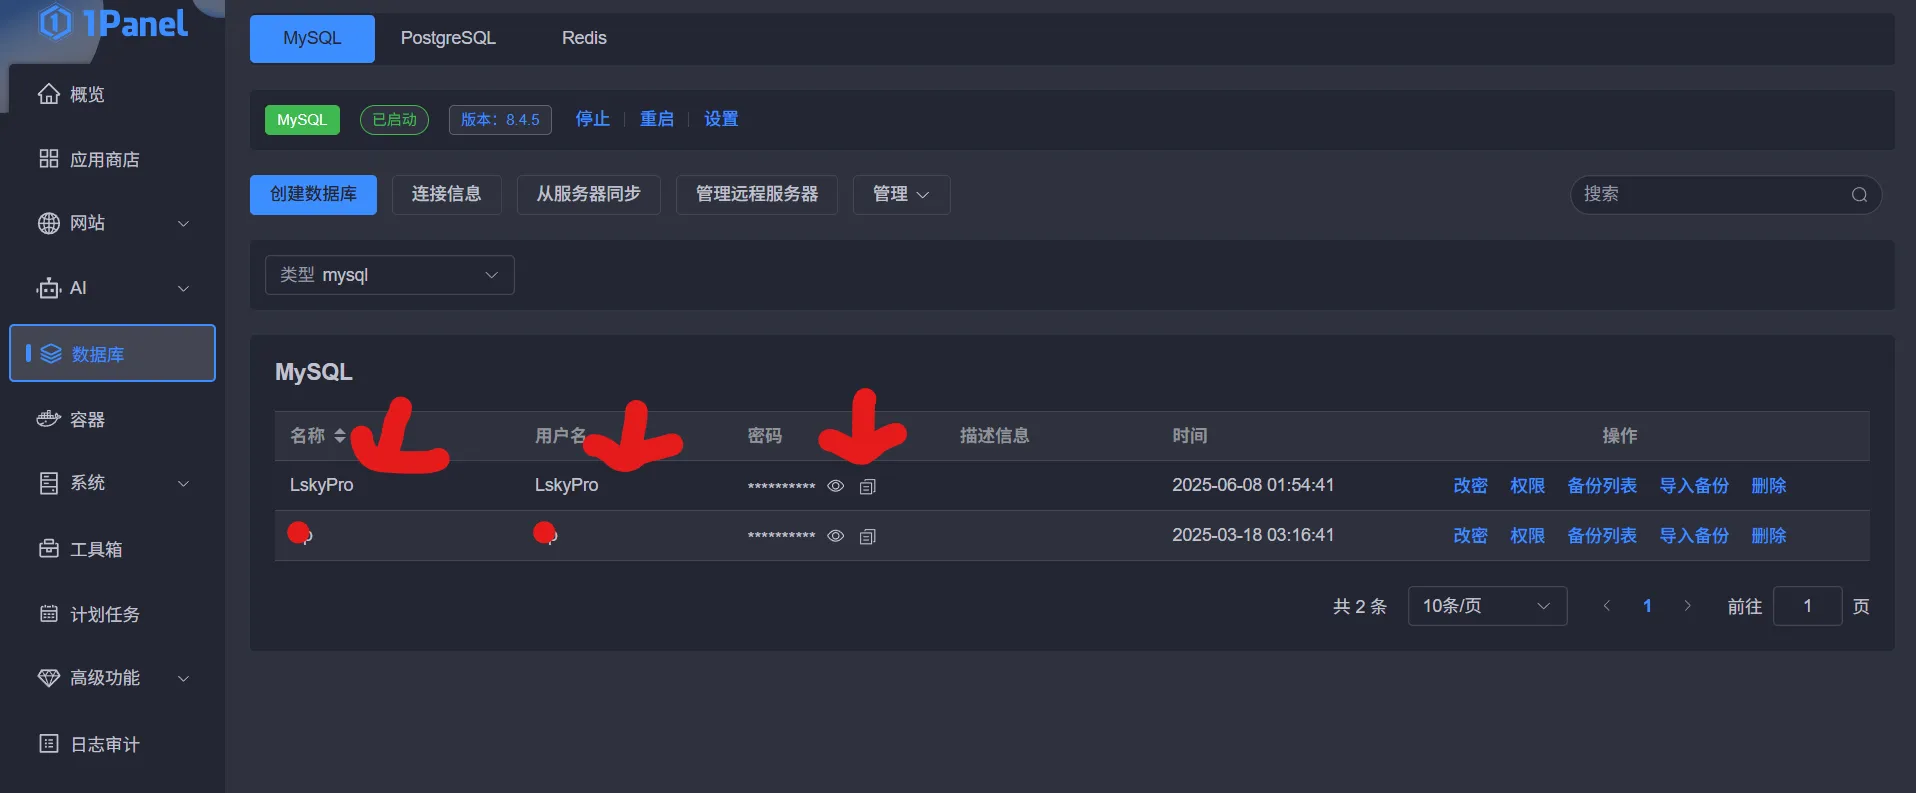 1Panel
MySQL PostgreSQL Redis
概览
MySQL 已启动 版本：8.4.5 停止 重启 设置
应用商店
创建数据库 连接信息 从服务器同步 管理远程服务器 管理 搜索
网站
类型 mysql
AI
数据库
MySQL
容器
名称 用户名 密码 描述信息 时间 操作
系统
LskyPro LskyPro ********** 2025-06-08 01:54:41 改密 权限 备份列表 导入备份 删除
p p ********** 2025-03-18 03:16:41 改密 权限 备份列表 导入备份 删除
工具箱
共 2 条 10条/页 1 前往 1 页
计划任务
高级功能
日志审计